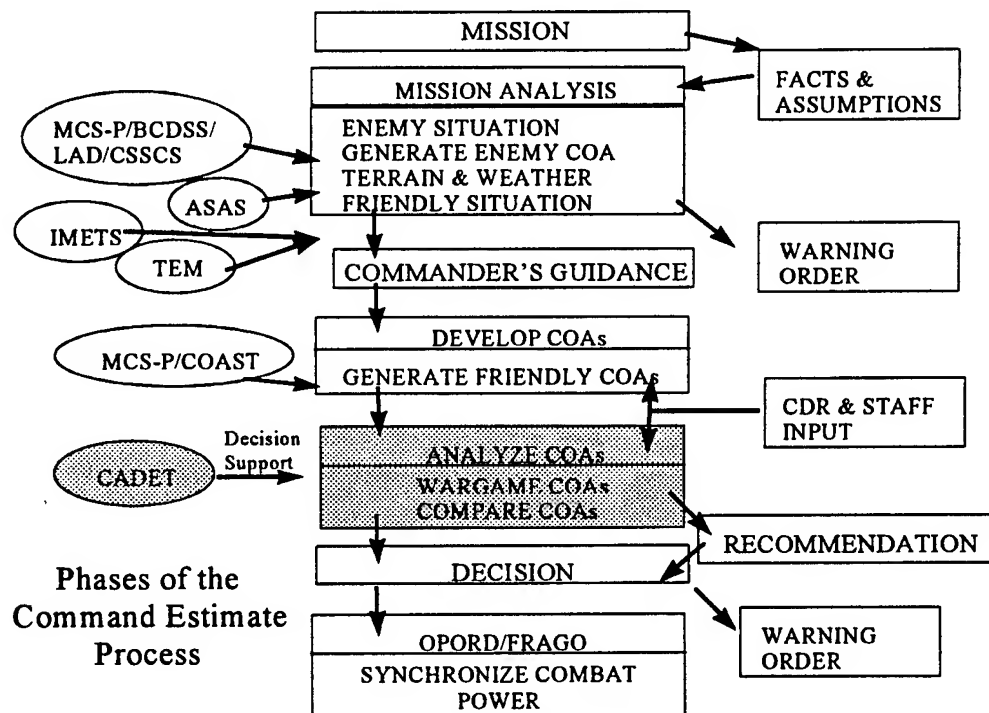 MISSION
FACTS &
ASSUMPTIONS
MISSION ANALYSIS
ENEMY SITUATION
GENERATE ENEMY COA
TERRAIN & WEATHER
FRIENDLY SITUATION
MCS-P/BCDSS/
LAD/CSSCS
ASAS
IMETS
TEM
WARNING
ORDER
COMMANDER'S GUIDANCE
DEVELOP COAs
GENERATE FRIENDLY COAs
MCS-P/COAST
CDR & STAFF
INPUT
Decision
Support
CADET
ANALYZE COAs
WARGAME COAs
COMPARE COAs
RECOMMENDATION
DECISION
Phases of the
Command Estimate
Process
WARNING
ORDER
OPORD/FRAGO
SYNCHRONIZE COMBAT
POWER